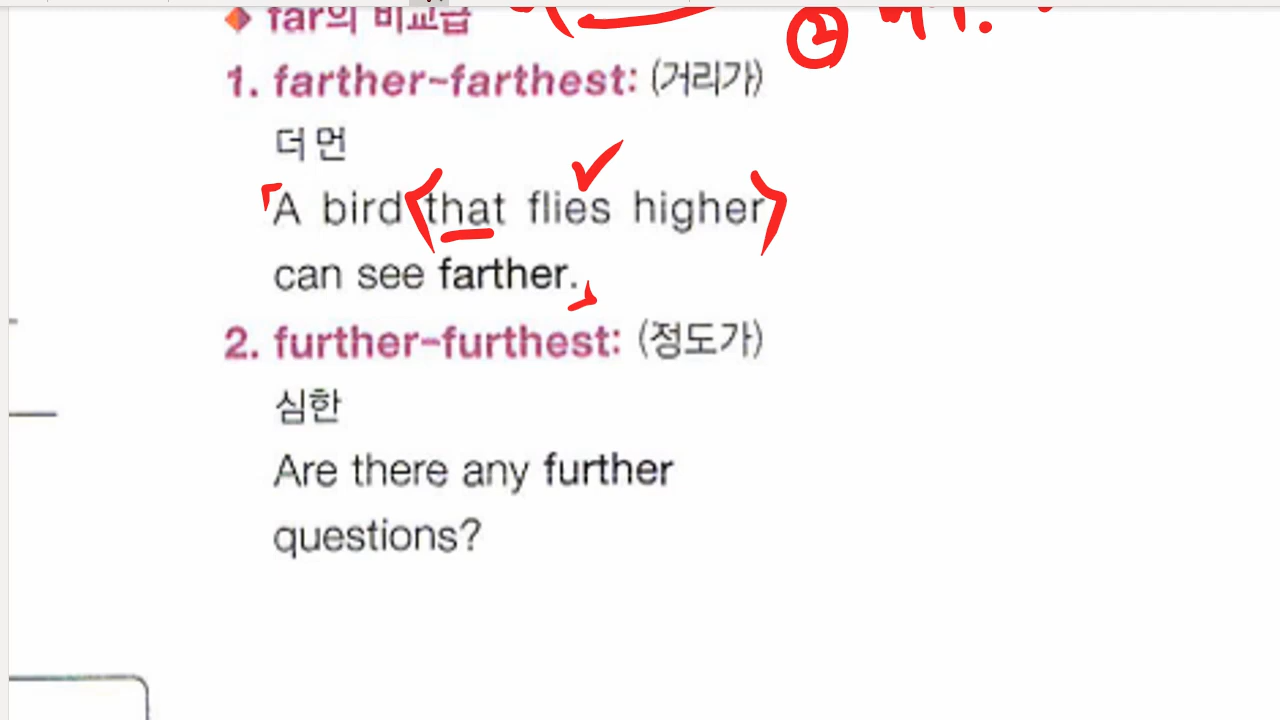 far의 비교급
②
1. farther-farthest: (거리가)
더 먼
A bird that flies higher
can see farther.
2. further-furthest: (정도가)
심한
Are there any further
questions?